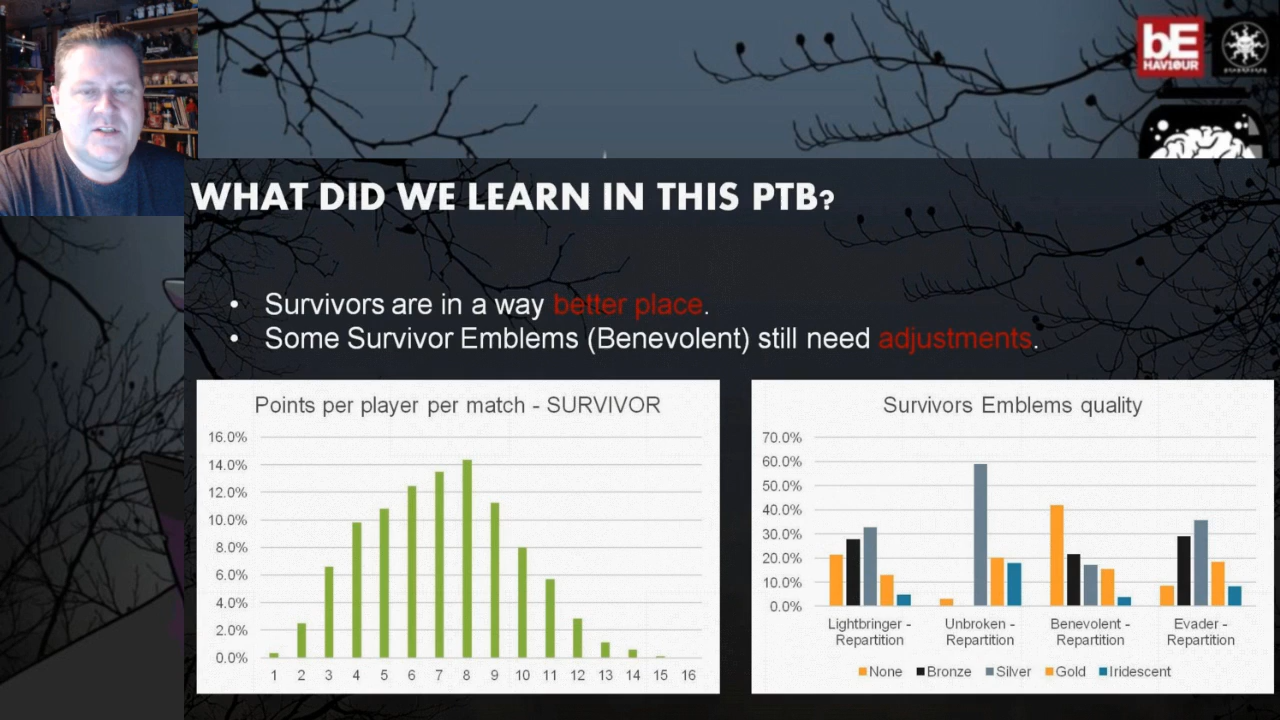 bE
HAVIOUR
WHAT DID WE LEARN IN THIS PTB?
• Survivors are in a way better place.
• Some Survivor Emblems (Benevolent) still need adjustments.
Points per player per match - SURVIVOR
16.0%
14.0%
12.0%
10.0%
8.0%
6.0%
4.0%
2.0%
0.0%
1 2 3 4 5 6 7 8 9 10 11 12 13 14 15 16
Survivors Emblems quality
70.0%
60.0%
50.0%
40.0%
30.0%
20.0%
10.0%
0.0%
Lightbringer - Unbroken - Benevolent - Evader -
Repartition Repartition Repartition Repartition
None Bronze Silver Gold Iridescent